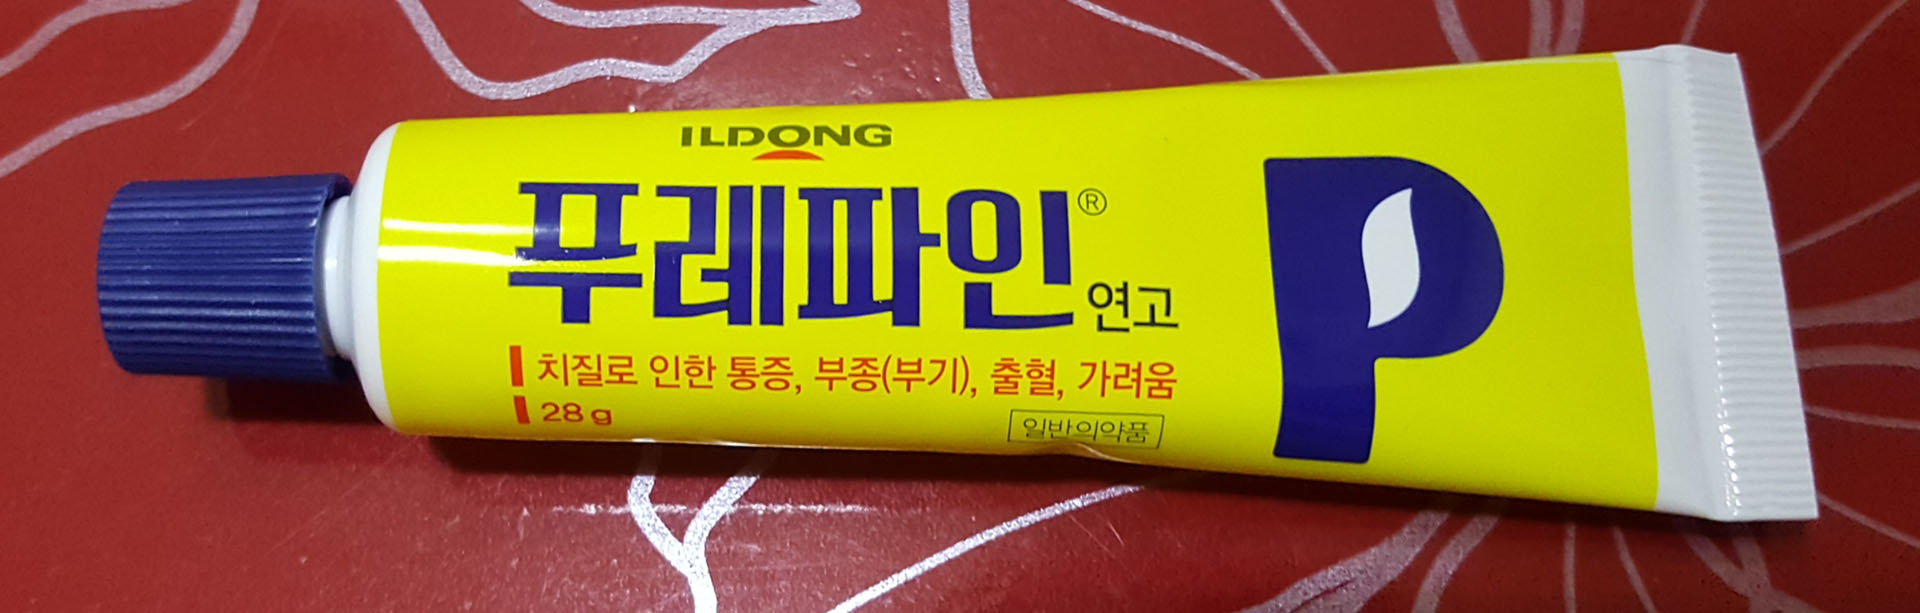 ILDONG
푸레파인® 연고
치질로 인한 통증, 부종(부기), 출혈, 가려움
28 g
일반의약품